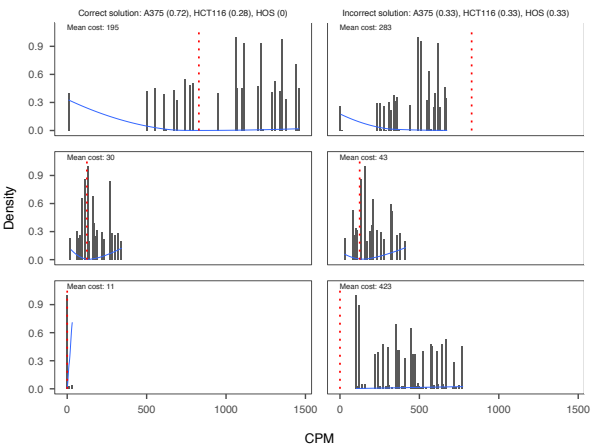 Correct solution: A375 (0.72), HCT116 (0.28), HOS (0)
Incorrect solution: A375 (0.33), HCT116 (0.33), HOS (0.33)
Mean cost: 195
Mean cost: 283
0.9
0.6
0.3
0.0
Mean cost: 30
Mean cost: 43
0.9
0.6
0.3
0.0
Density
Mean cost: 11
Mean cost: 423
0.9
0.6
0.3
0.0
0 500 1000 1500
0 500 1000 1500
CPM